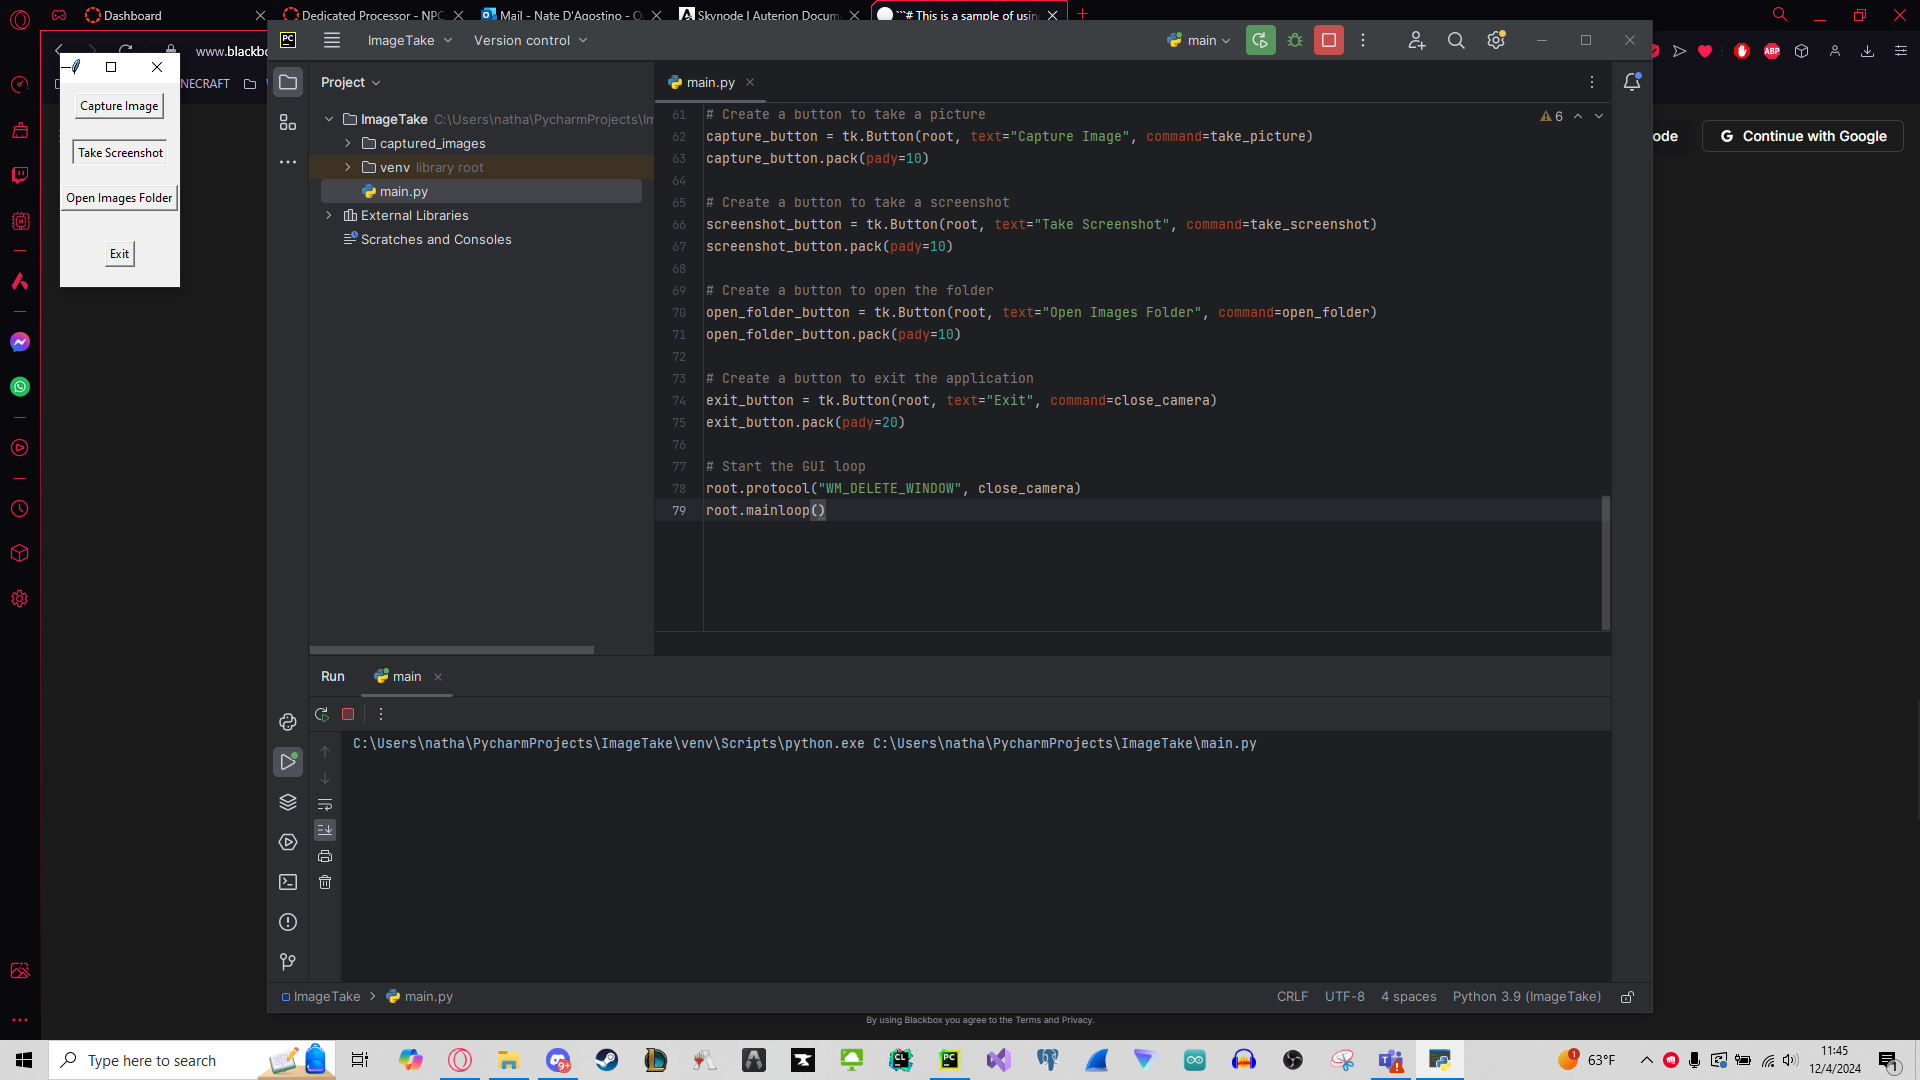 Dashboard
Dedicated Processor - NPC
Mail - Nate D'Agostino - O
Skynode | Auterion Docum
```# This is a sample of usin
www.blackbo
NECRAFT
ode
Continue with Google
Capture Image
Take Screenshot
Open Images Folder
Exit
PC
ImageTake
Version control
main
Project
main.py
ImageTake C:\Users\natha\PycharmProjects\Im
captured_images
venv library root
main.py
External Libraries
Scratches and Consoles
6
61 # Create a button to take a picture
62 capture_button = tk.Button(root, text="Capture Image", command=take_picture)
63 capture_button.pack(pady=10)
64
65 # Create a button to take a screenshot
66 screenshot_button = tk.Button(root, text="Take Screenshot", command=take_screenshot)
67 screenshot_button.pack(pady=10)
68
69 # Create a button to open the folder
70 open_folder_button = tk.Button(root, text="Open Images Folder", command=open_folder)
71 open_folder_button.pack(pady=10)
72
73 # Create a button to exit the application
74 exit_button = tk.Button(root, text="Exit", command=close_camera)
75 exit_button.pack(pady=20)
76
77 # Start the GUI loop
78 root.protocol("WM_DELETE_WINDOW", close_camera)
79 root.mainloop()
Run
main
C:\Users\natha\PycharmProjects\ImageTake\venv\Scripts\python.exe C:\Users\natha\PycharmProjects\ImageTake\main.py
ImageTake
main.py
CRLF
UTF-8
4 spaces
Python 3.9 (ImageTake)
By using Blackbox you agree to the Terms and Privacy.
Type here to search
63°F
11:45
12/4/2024